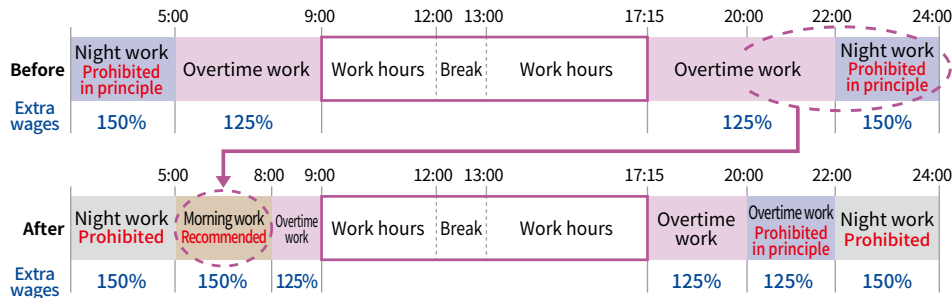 5:00 9:00 12:00 13:00 17:15 20:00 22:00 24:00
Before
Night work
Prohibited
in principle
Overtime work
Work hours
Break
Work hours
Overtime work
Night work
Prohibited
in principle
Extra
wages
150% 125% 125% 150%
5:00 8:00 9:00 12:00 13:00 17:15 20:00 22:00 24:00
After
Night work
Prohibited
Morning work
Recommended
Overtime
work
Work hours
Break
Work hours
Overtime
work
Overtime work
Prohibited
in principle
Night work
Prohibited
Extra
wages
150% 150% 125% 125% 125% 150%